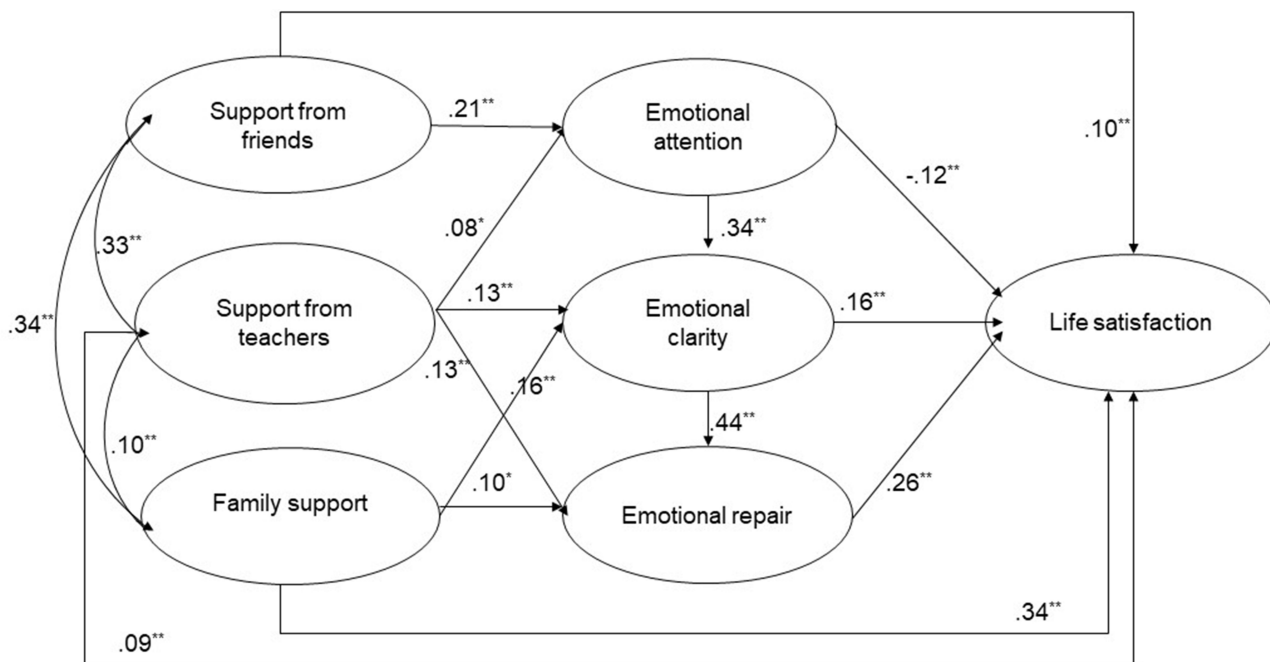 Support from
friends
.21**
Emotional
attention
.10**
-.12**
.08*
.34**
.33**
Support from
teachers
.13**
Emotional
clarity
.16**
Life satisfaction
.34**
.13**
.16**
.10**
.44**
Family support
.10*
Emotional repair
.26**
.34**
.09**